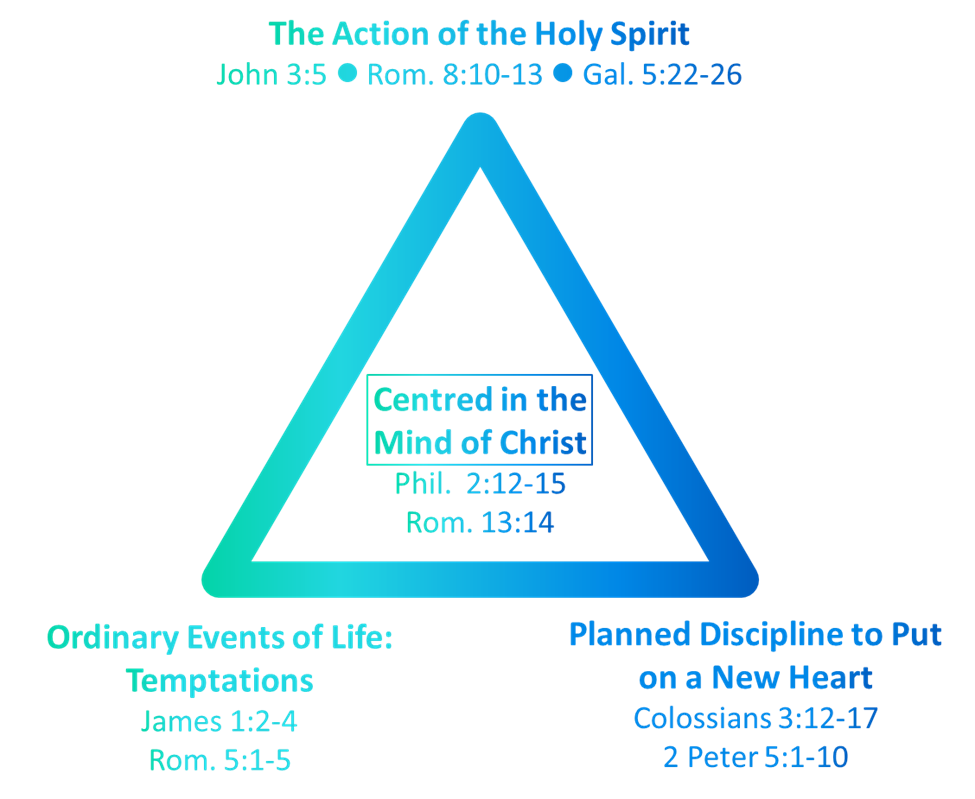 The Action of the Holy Spirit
John 3:5 ● Rom. 8:10-13 ● Gal. 5:22-26
Centred in the
Mind of Christ
Phil.  2:12-15
Rom. 13:14
Ordinary Events of Life:
Temptations
James 1:2-4
Rom. 5:1-5
Planned Discipline to Put
on a New Heart
Colossians 3:12-17
2 Peter 5:1-10